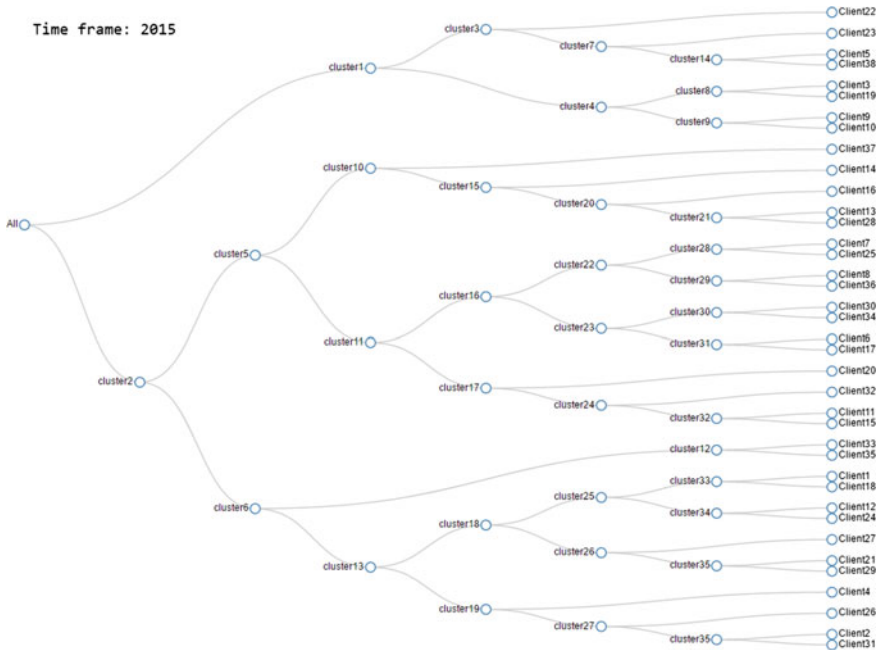 Time frame: 2015
Client22
cluster3
Client23
cluster7
Client5
cluster14
Client38
cluster1
Client3
cluster8
Client19
cluster4
Client9
cluster9
Client10
Client37
cluster10
Client14
cluster15
Client16
cluster20
Client13
cluster21
Client28
All
Client7
cluster28
Client25
cluster5
cluster22
Client8
cluster29
Client36
cluster16
Client30
cluster30
Client34
cluster23
Client6
cluster11
cluster31
Client17
Client20
cluster2
cluster17
Client32
cluster24
Client11
cluster32
Client15
Client33
cluster12
Client35
Client1
cluster33
Client18
cluster25
Client12
cluster6
cluster34
Client24
cluster18
Client27
cluster26
Client21
cluster13
cluster35
Client29
Client4
cluster19
Client26
cluster27
Client2
cluster35
Client31